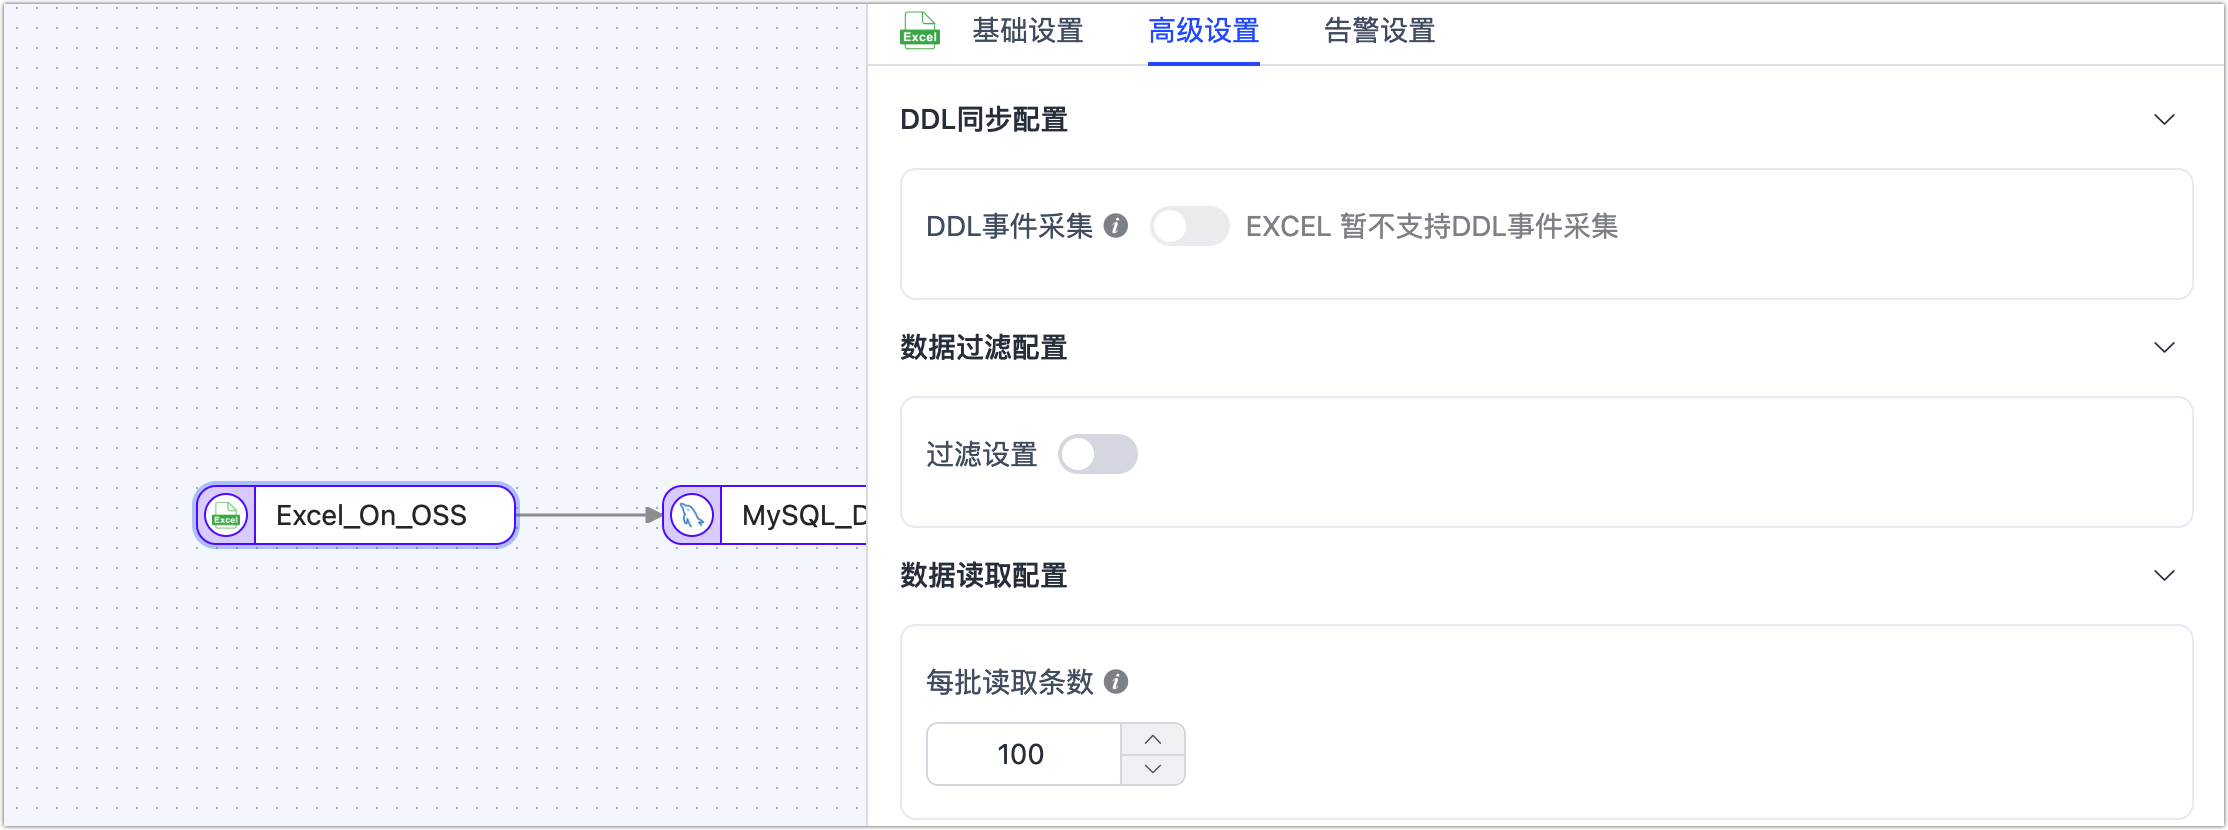 Excel
基础设置
高级设置
告警设置
DDL同步配置
DDL事件采集
EXCEL 暂不支持DDL事件采集
数据过滤配置
过滤设置
Excel
Excel_On_OSS
MySQL_D
数据读取配置
每批读取条数
100